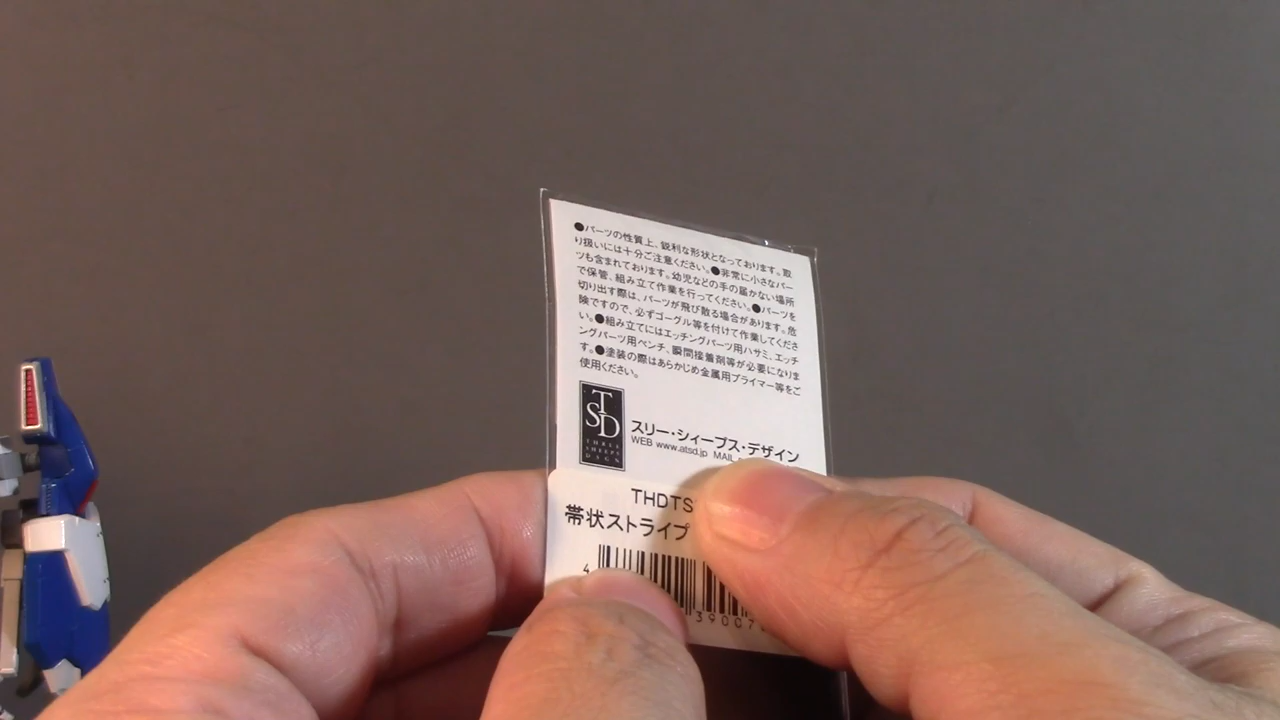 ●パーツの性質上、鋭利な形状となっております。取
り扱いには十分ご注意ください。●非常に小さなパー
ツも含まれております。幼児などの手の届かない場所
で保管、組み立て作業を行ってください。●パーツを
切り出す際は、パーツが飛び散る場合があります。危
険ですので、必ずゴーグル等を付けて作業してくださ
い。●組み立てにはエッチングパーツ用ハサミ、エッチ
ングパーツ用ペンチ、瞬間接着剤等が必要になりま
す。●塗装の際はあらかじめ金属用プライマー等をご
使用ください。
TSD
THREE
SHEEPS
DESIGN
スリー・シィープス・デザイン
WEB www.atsd.jp MAIL
THDTS
帯状ストライプ
4
3900